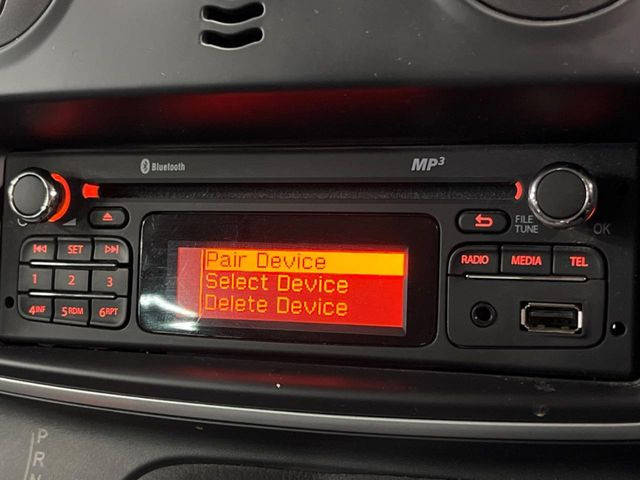 Bluetooth
MP3
FILE
TUNE
OK
SET
1 2 3
4INF 5RDM 6RPT
Pair Device
Select Device
Delete Device
RADIO MEDIA TEL
P
R
N